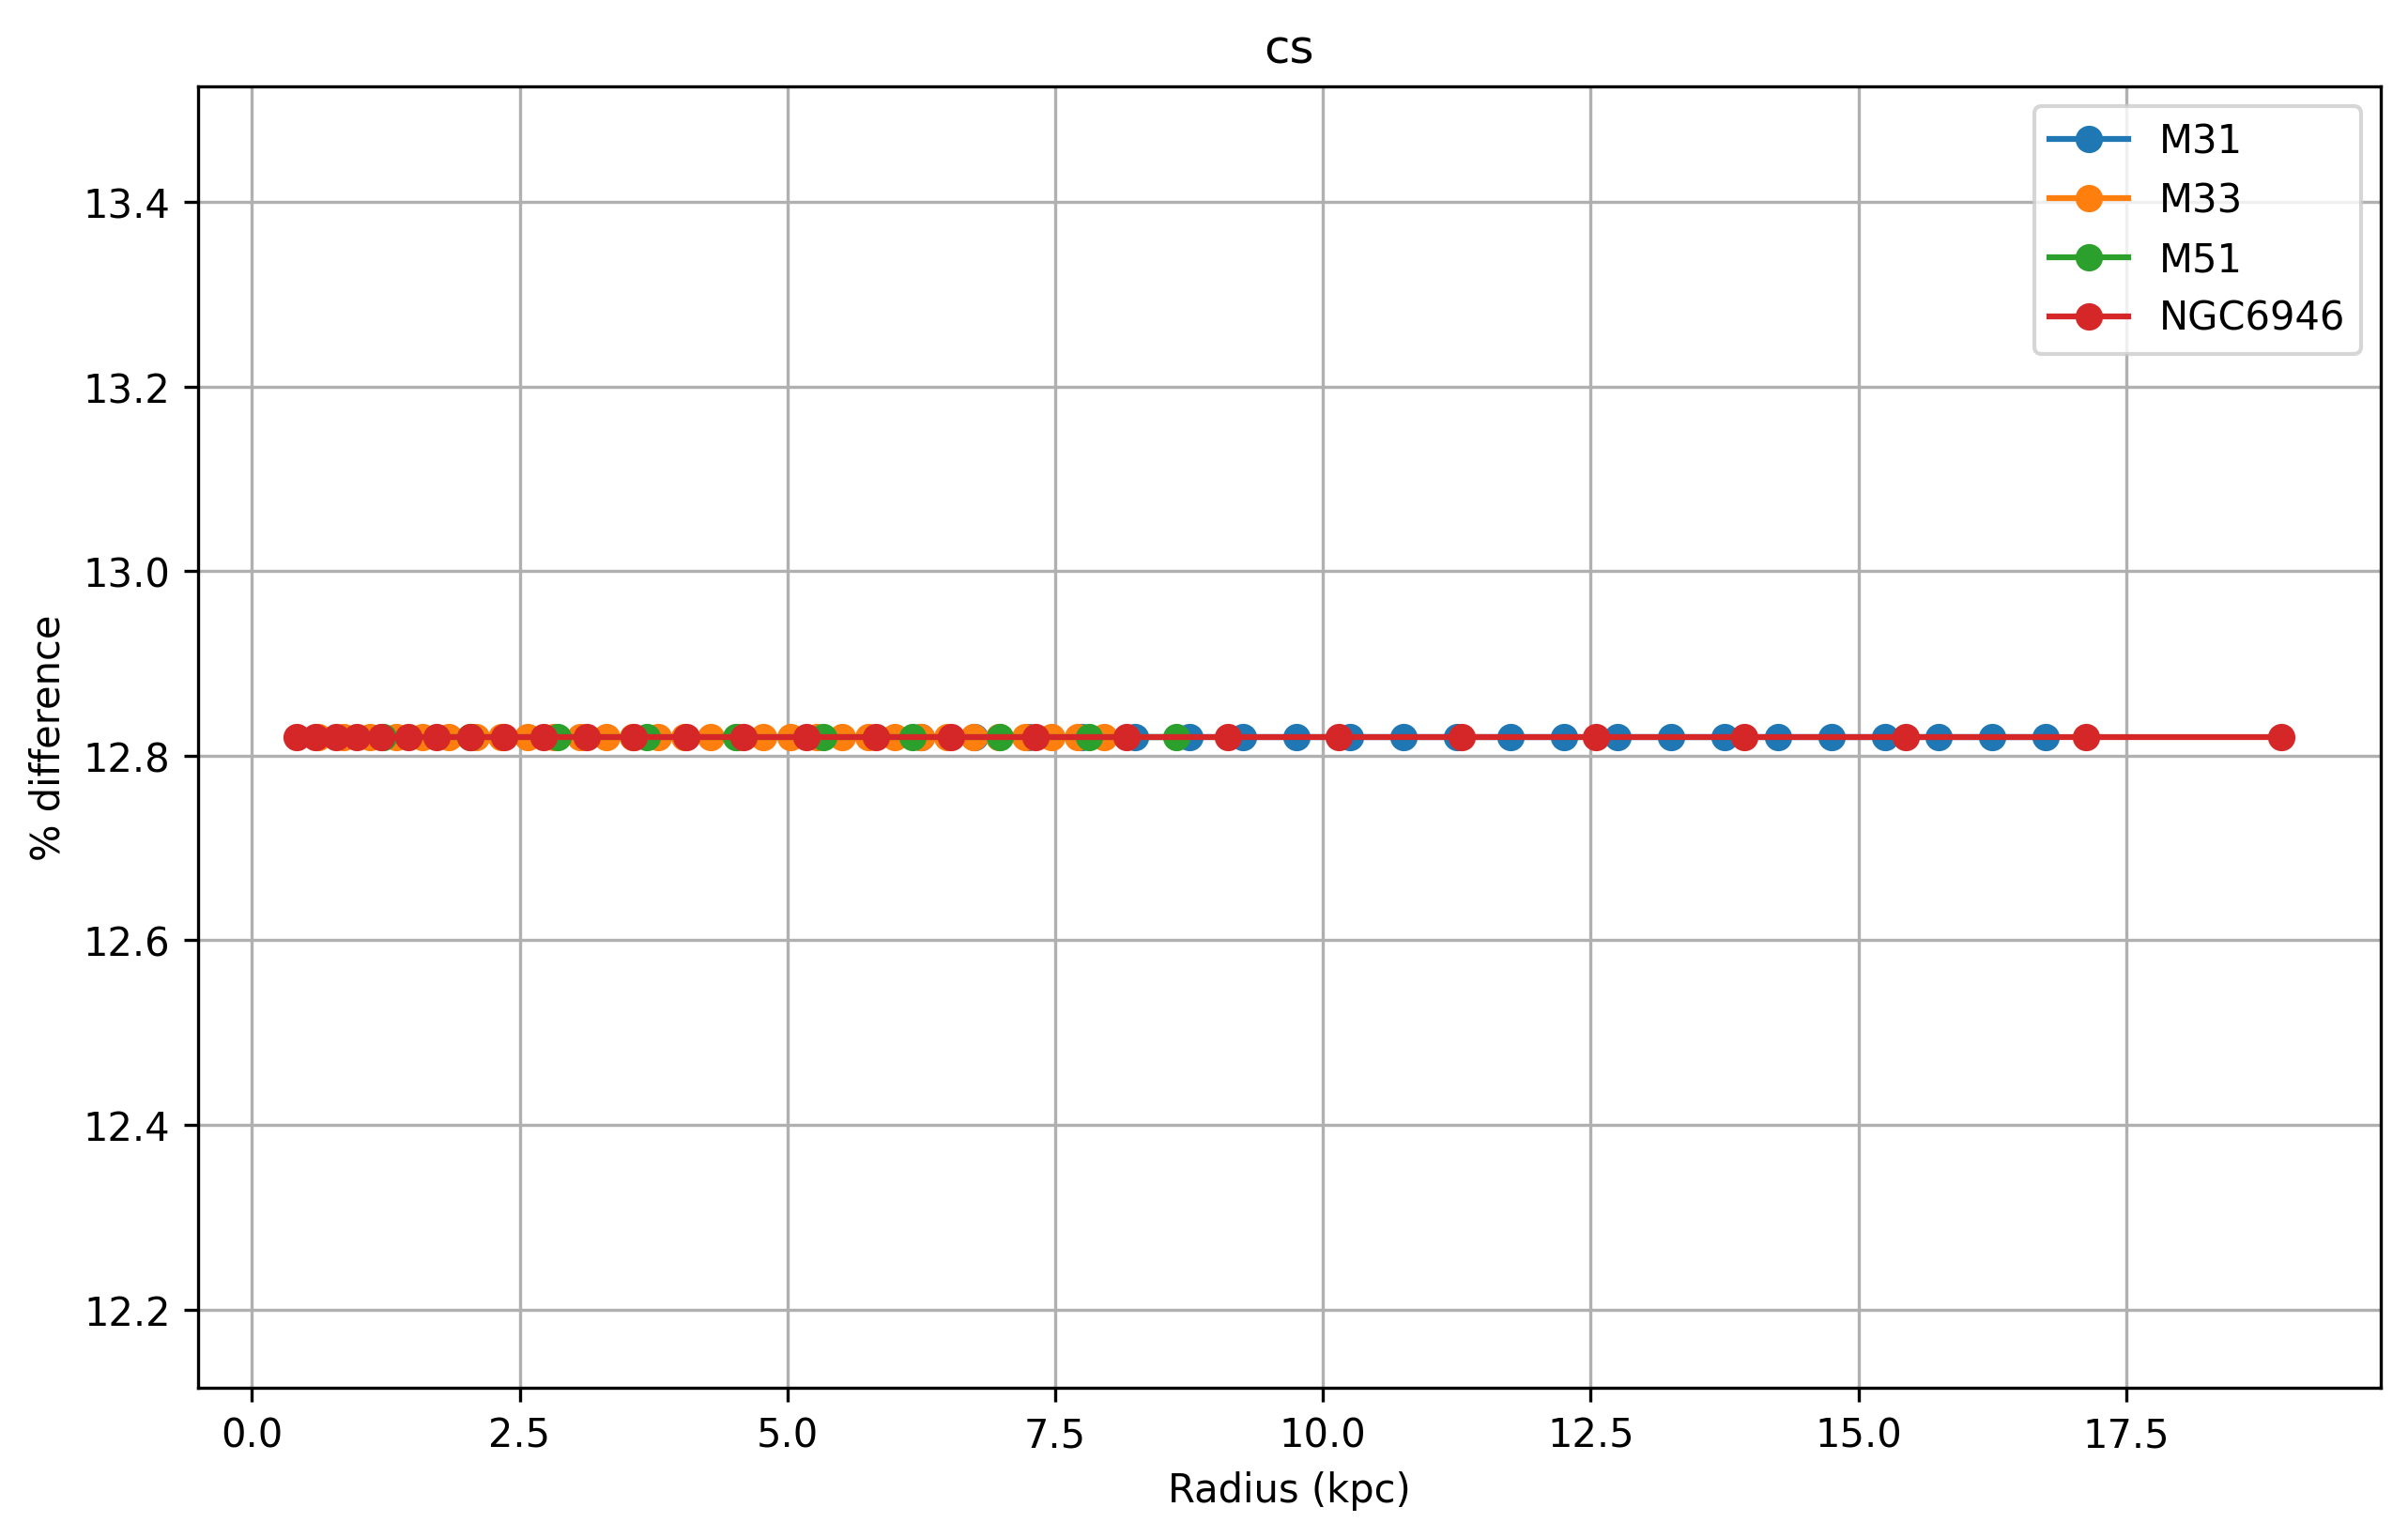 cs
M31
M33
M51
NGC6946
% difference
13.4
13.2
13.0
12.8
12.6
12.4
12.2
0.0 2.5 5.0 7.5 10.0 12.5 15.0 17.5
Radius (kpc)